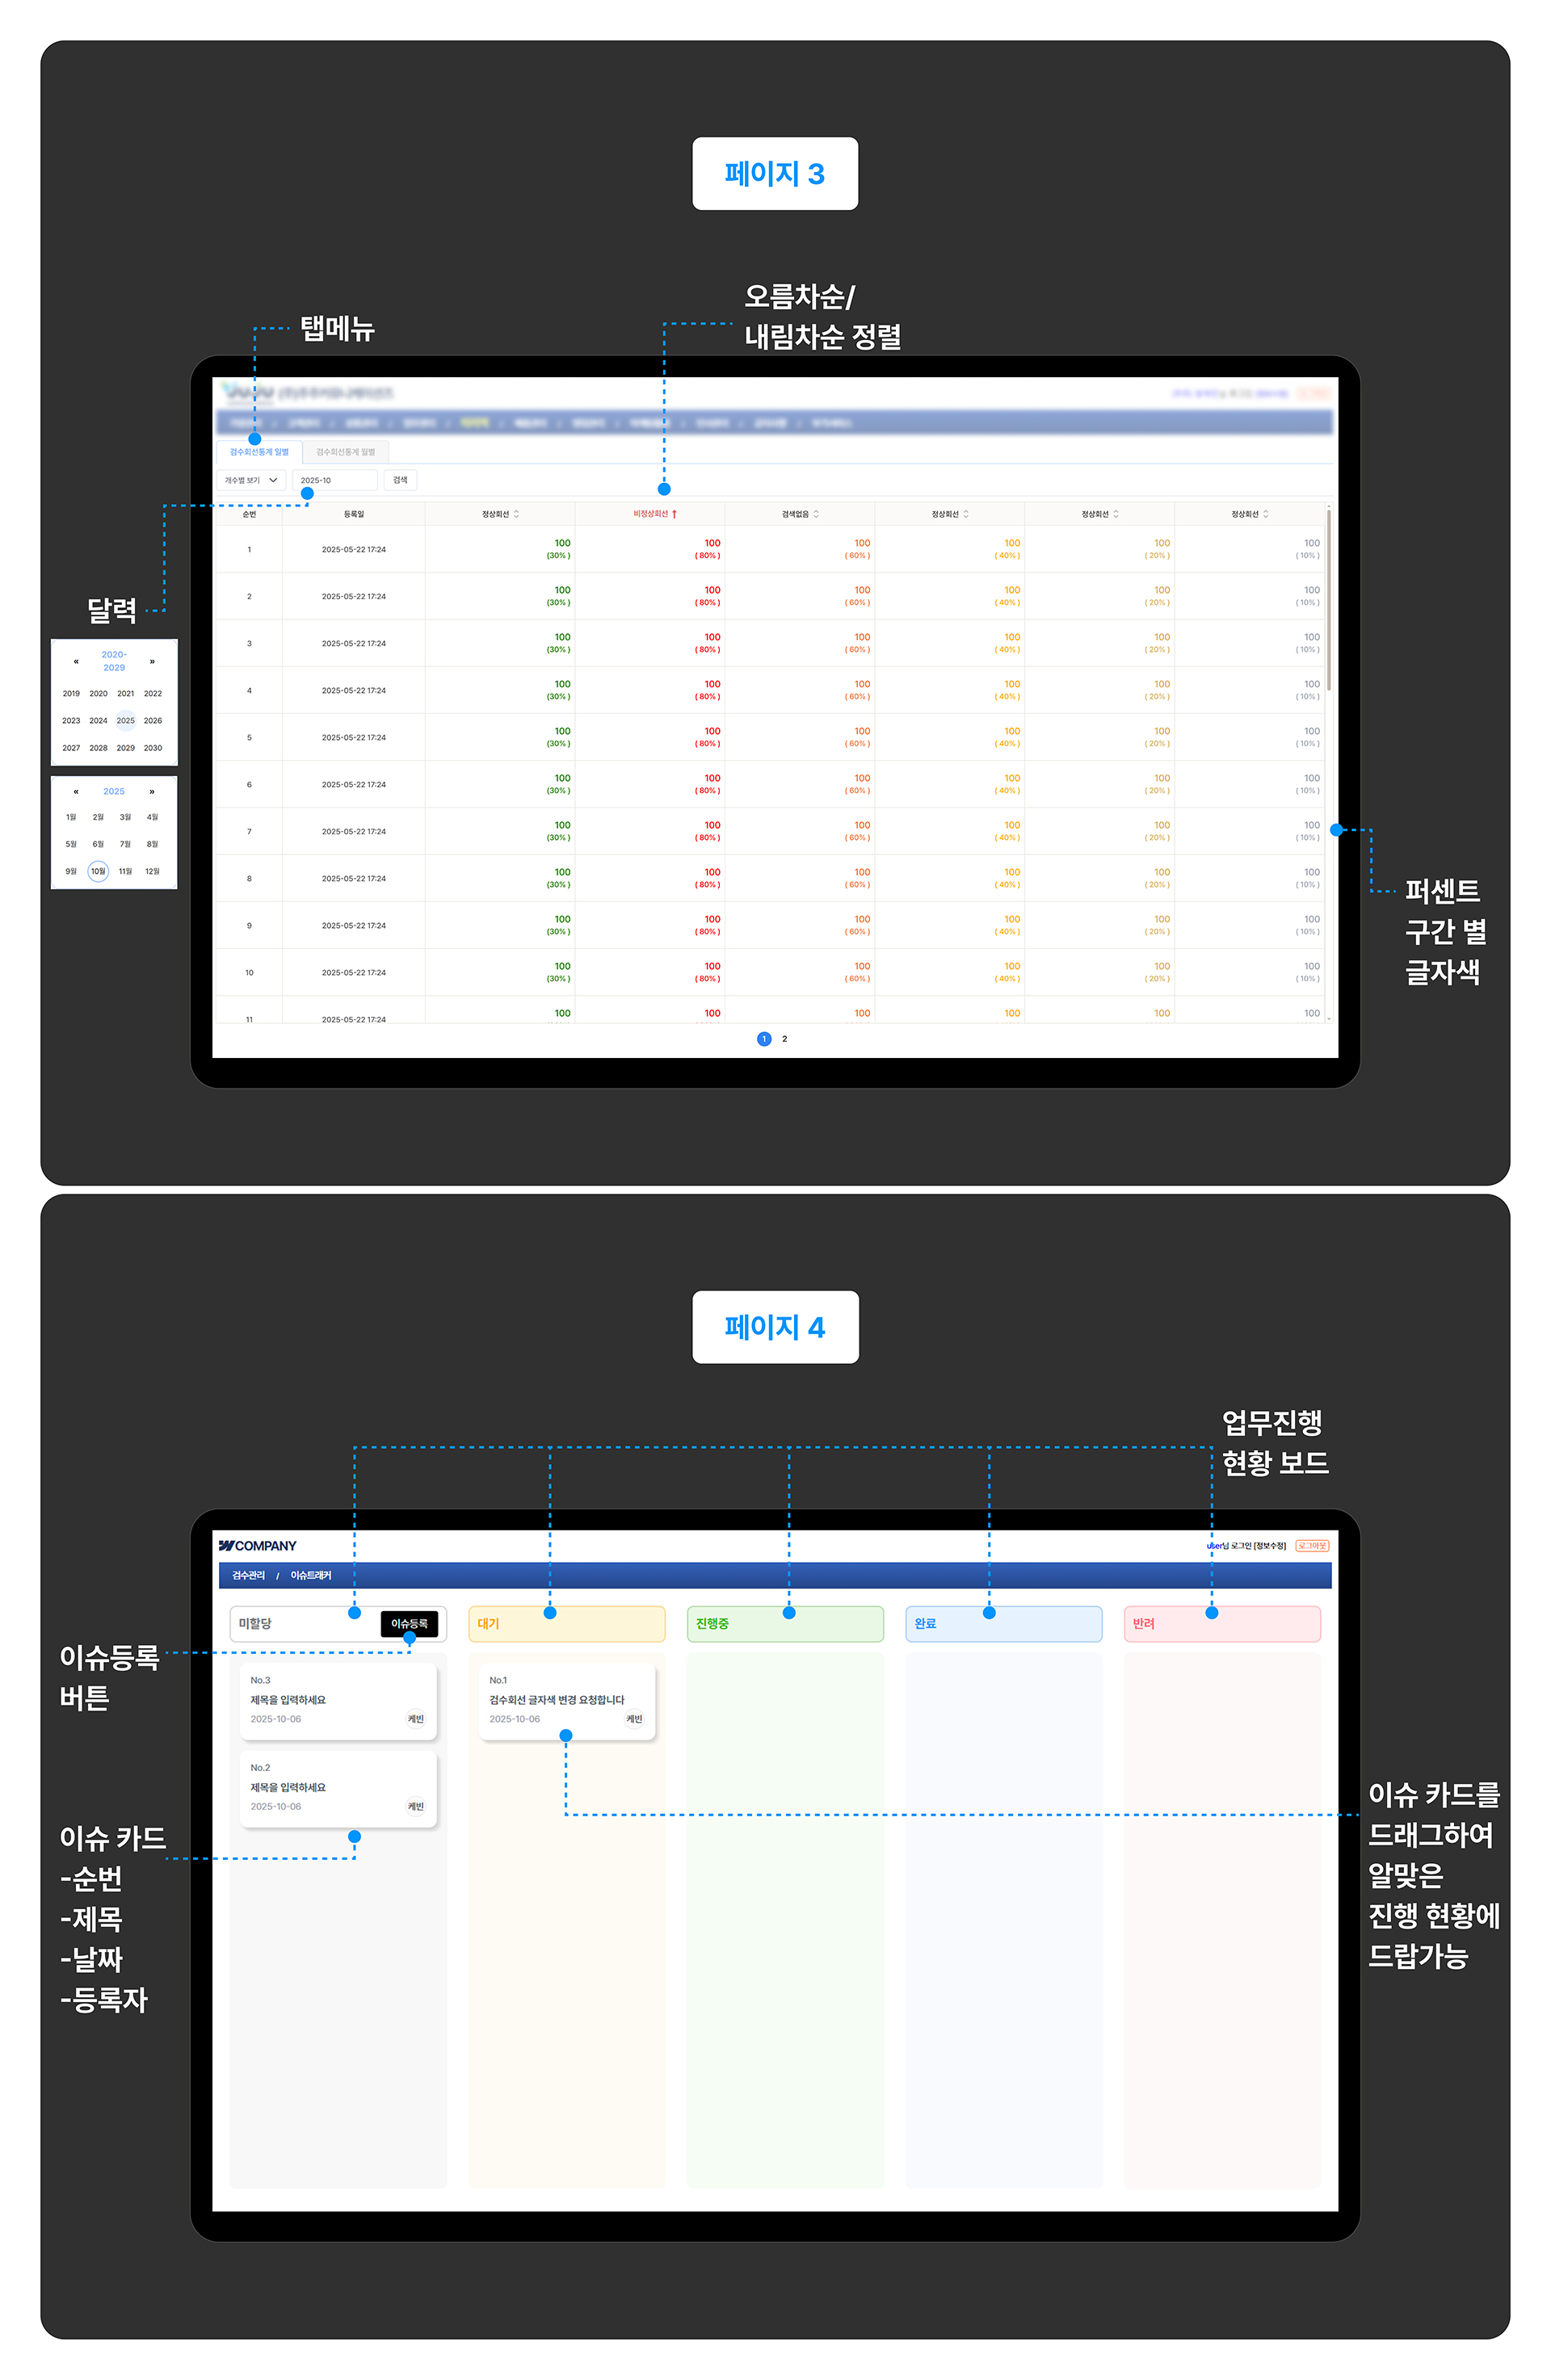 페이지 3
오름차순/
내림차순 정렬
탭메뉴
검수회선통계 일별
검수회선통계 일별
개수별 보기
2025-10
검색
순번 등록일 정상회선 비정상회선 검색없음 정상회선 정상회선 정상회선
1 2025-05-22 17:24 100 100 100 100 100 100
(30% ) ( 80% ) ( 60% ) ( 40% ) ( 20% ) ( 10% )
2 2025-05-22 17:24 100 100 100 100 100 100
(30% ) ( 80% ) ( 60% ) ( 40% ) ( 20% ) ( 10% )
3 2025-05-22 17:24 100 100 100 100 100 100
(30% ) ( 80% ) ( 60% ) ( 40% ) ( 20% ) ( 10% )
4 2025-05-22 17:24 100 100 100 100 100 100
(30% ) ( 80% ) ( 60% ) ( 40% ) ( 20% ) ( 10% )
5 2025-05-22 17:24 100 100 100 100 100 100
(30% ) ( 80% ) ( 60% ) ( 40% ) ( 20% ) ( 10% )
6 2025-05-22 17:24 100 100 100 100 100 100
(30% ) ( 80% ) ( 60% ) ( 40% ) ( 20% ) ( 10% )
7 2025-05-22 17:24 100 100 100 100 100 100
(30% ) ( 80% ) ( 60% ) ( 40% ) ( 20% ) ( 10% )
8 2025-05-22 17:24 100 100 100 100 100 100
(30% ) ( 80% ) ( 60% ) ( 40% ) ( 20% ) ( 10% )
9 2025-05-22 17:24 100 100 100 100 100 100
(30% ) ( 80% ) ( 60% ) ( 40% ) ( 20% ) ( 10% )
10 2025-05-22 17:24 100 100 100 100 100 100
(30% ) ( 80% ) ( 60% ) ( 40% ) ( 20% ) ( 10% )
11 2025-05-22 17:24 100 100 100 100 100 100
1 2
달력
« 2020-
2029 »
2019 2020 2021 2022
2023 2024 2025 2026
2027 2028 2029 2030
« 2025 »
1월 2월 3월 4월
5월 6월 7월 8월
9월 10월 11월 12월
퍼센트
구간 별
글자색
페이지 4
업무진행
현황 보드
COMPANY
user님 로그인 [정보수정] 로그아웃
검수관리 / 이슈트래커
미할당 이슈등록 대기 진행중 완료 반려
No.3
제목을 입력하세요
2025-10-06 케빈
No.2
제목을 입력하세요
2025-10-06 케빈
No.1
검수회선 글자색 변경 요청합니다
2025-10-06 케빈
이슈등록
버튼
이슈 카드
-순번
-제목
-날짜
-등록자
이슈 카드를
드래그하여
알맞은
진행 현황에
드랍가능